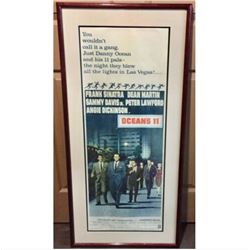 You
wouldn't
call it a gang.
Just Danny Ocean
and his 11 pals-
the night they blew
all the lights in Las Vegas!...
FRANK SINATRA DEAN MARTIN
SAMMY DAVIS JR. PETER LAWFORD
ANGIE DICKINSON
OCEAN'S 11